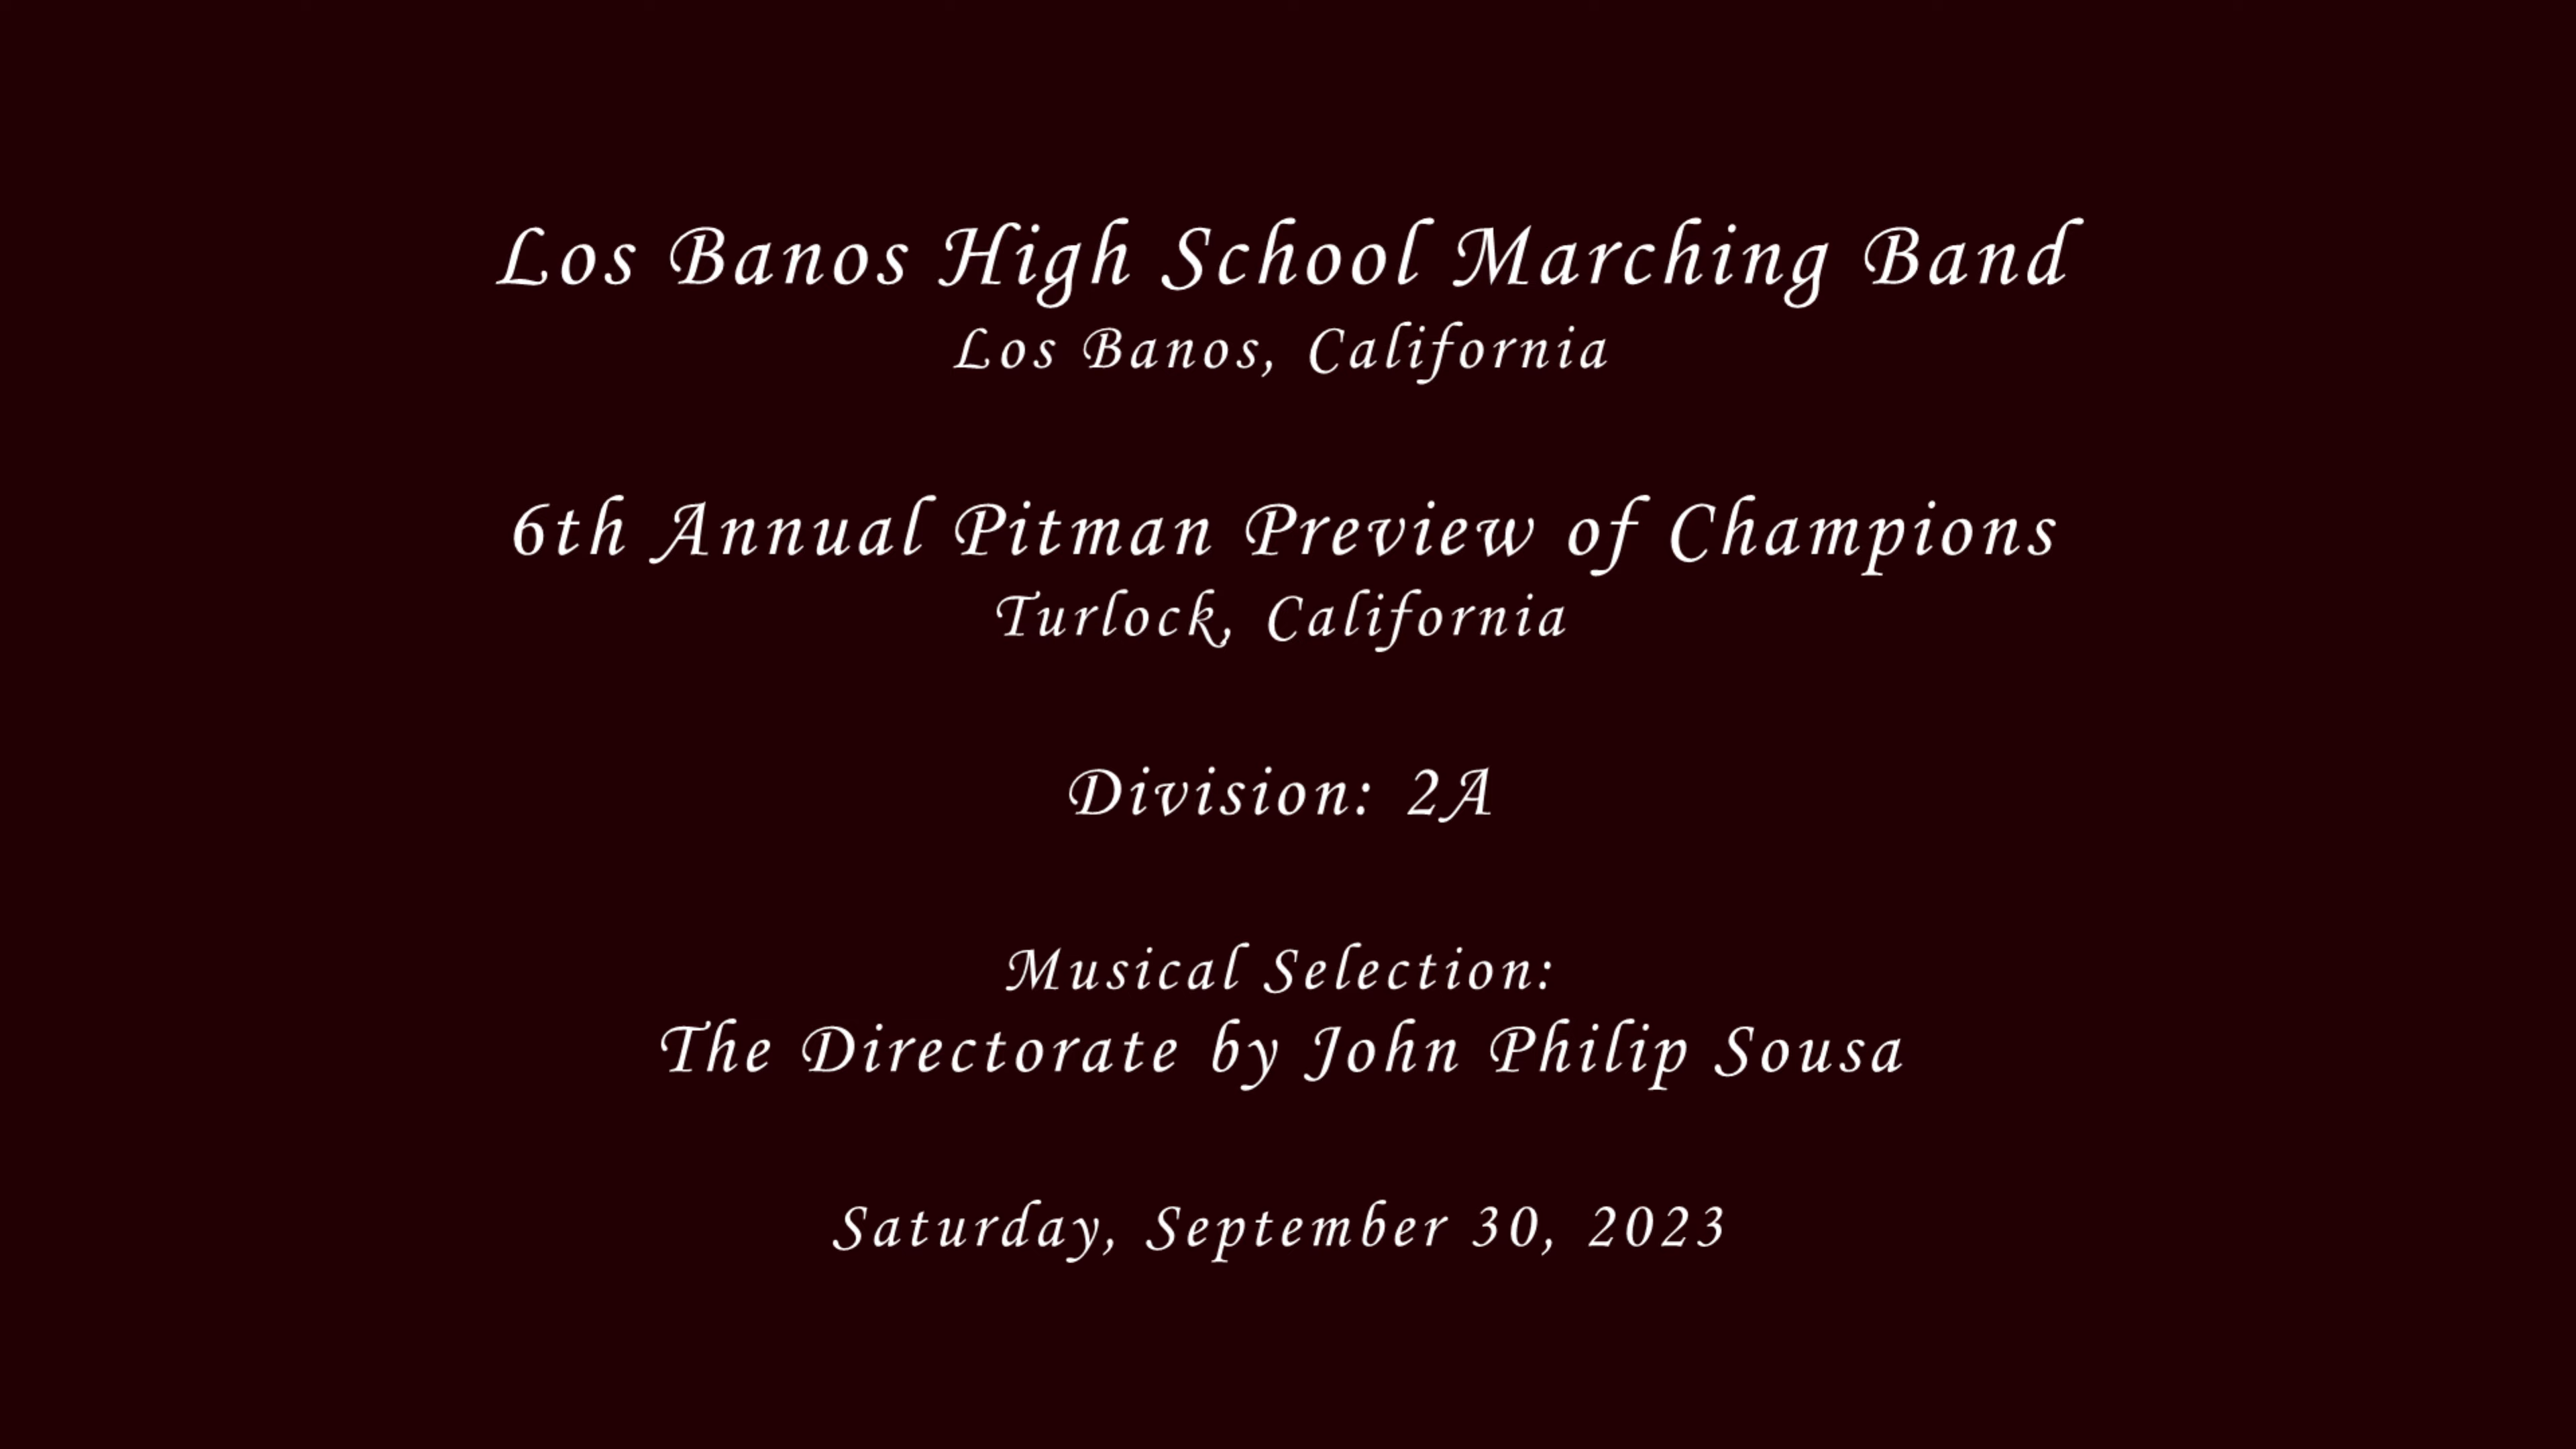 Los Banos High School Marching Band
Los Banos, California
6th Annual Pitman Preview of Champions
Turlock, California
Division: 2A
Musical Selection:
The Directorate by John Philip Sousa
Saturday, September 30, 2023